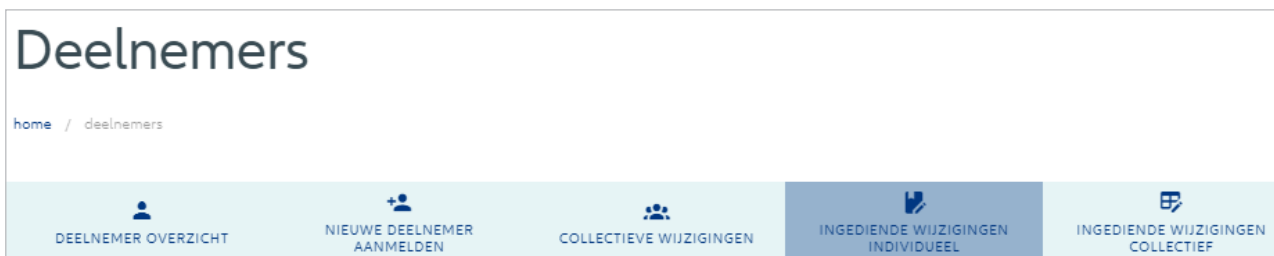 Deelnemers
home / deelnemers
DEELNEMER OVERZICHT
NIEUWE DEELNEMER
AANMELDEN
COLLECTIEVE WIJZIGINGEN
INGEDIENDE WIJZIGINGEN
INDIVIDUEEL
INGEDIENDE WIJZIGINGEN
COLLECTIEF